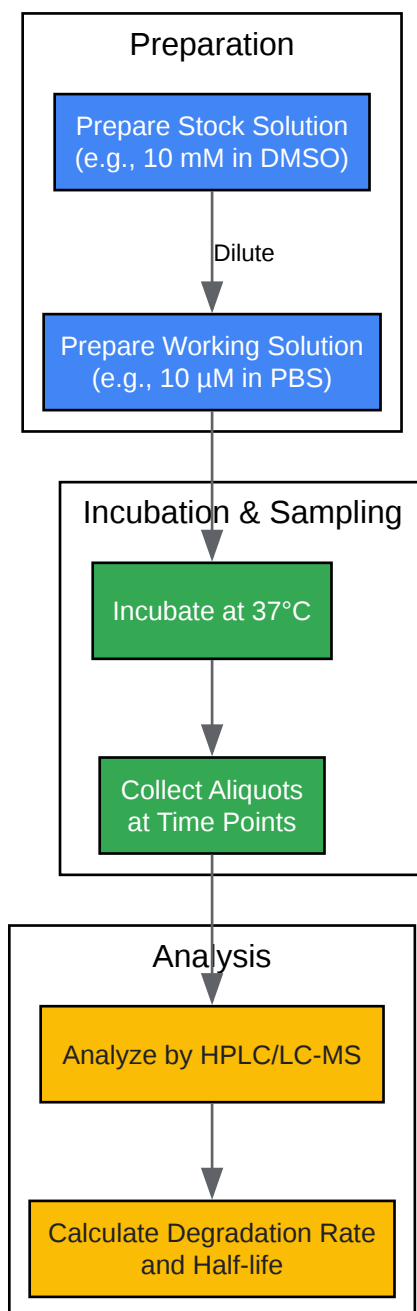 Preparation
Prepare Stock Solution
(e.g., 10 mM in DMSO)
Dilute
Prepare Working Solution
(e.g., 10 µM in PBS)
Incubation & Sampling
Incubate at 37°C
Collect Aliquots
at Time Points
Analysis
Analyze by HPLC/LC-MS
Calculate Degradation Rate
and Half-life